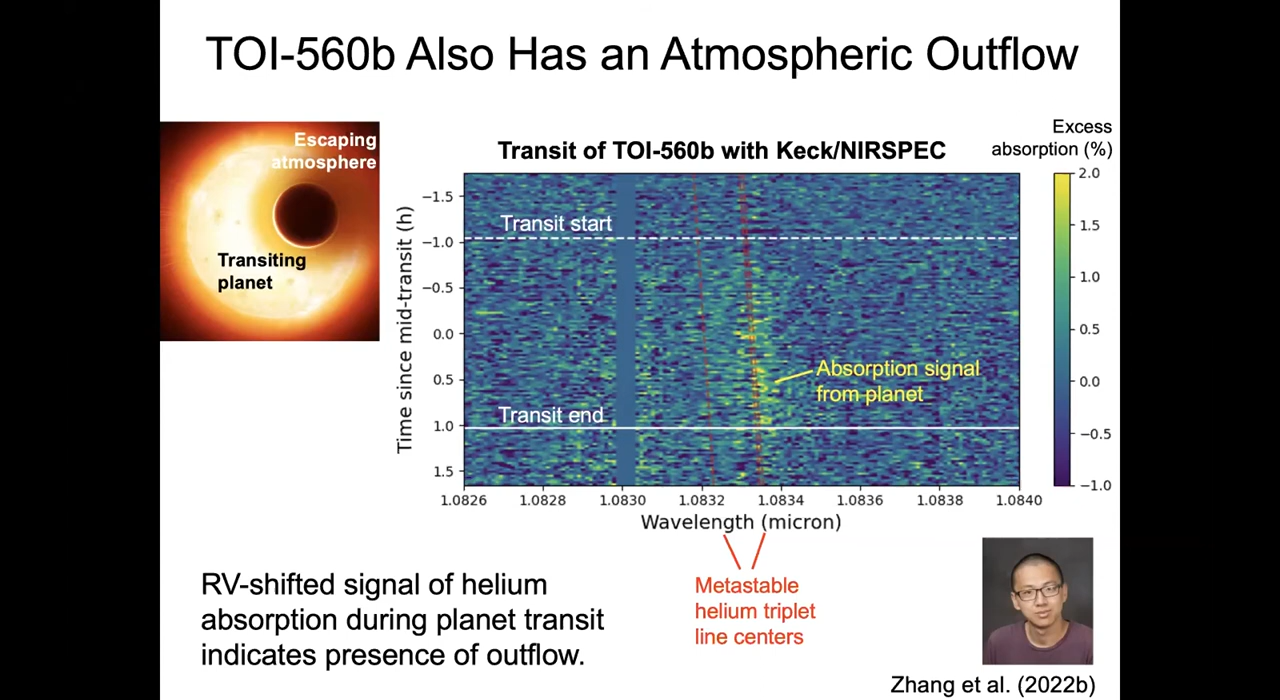 TOI-560b Also Has an Atmospheric Outflow
Escaping
atmosphere
Transiting
planet
Transit of TOI-560b with Keck/NIRSPEC
Excess
absorption (%)
Time since mid-transit (h)
−1.5
−1.0
−0.5
0.0
0.5
1.0
1.5
Transit start
Absorption signal
from planet
Transit end
2.0
1.5
1.0
0.5
0.0
−0.5
−1.0
1.0826 1.0828 1.0830 1.0832 1.0834 1.0836 1.0838 1.0840
Wavelength (micron)
Metastable
helium triplet
line centers
RV-shifted signal of helium
absorption during planet transit
indicates presence of outflow.
Zhang et al. (2022b)